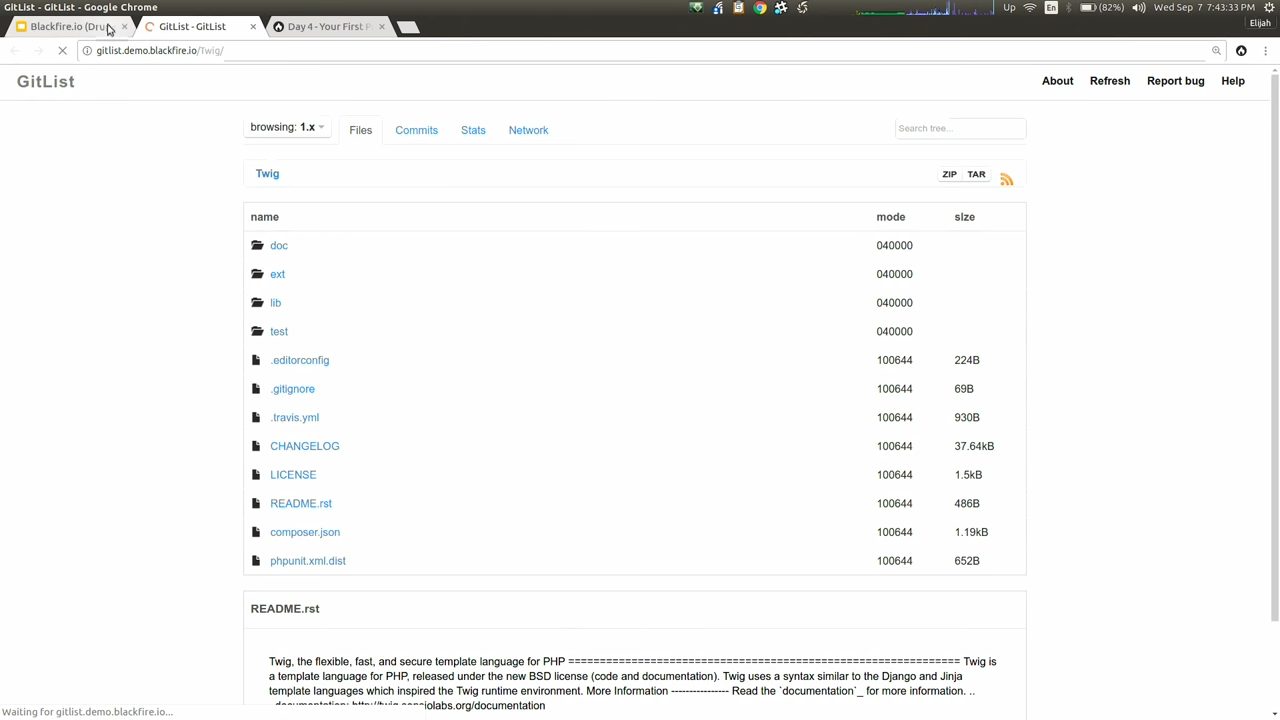 GitList - GitList - Google Chrome
Up En (82%) Wed Sep 7 7:43:33 PM
Blackfire.io (Dru
GitList - GitList
Day 4 - Your First P
Elijah
gitlist.demo.blackfire.io/Twig/
GitList
About Refresh Report bug Help
browsing: 1.x Files Commits Stats Network Search tree...
Twig ZIP TAR
name mode size
doc 040000
ext 040000
lib 040000
test 040000
.editorconfig 100644 224B
.gitignore 100644 69B
.travis.yml 100644 930B
CHANGELOG 100644 37.64kB
LICENSE 100644 1.5kB
README.rst 100644 486B
composer.json 100644 1.19kB
phpunit.xml.dist 100644 652B
README.rst
Twig, the flexible, fast, and secure template language for PHP ============================================================== Twig is
a template language for PHP, released under the new BSD license (code and documentation). Twig uses a syntax similar to the Django and Jinja
template languages which inspired the Twig runtime environment. More Information ---------------- Read the `documentation`_ for more information. ..
documentation: http://twig.sensiolabs.org/documentation
Waiting for gitlist.demo.blackfire.io...